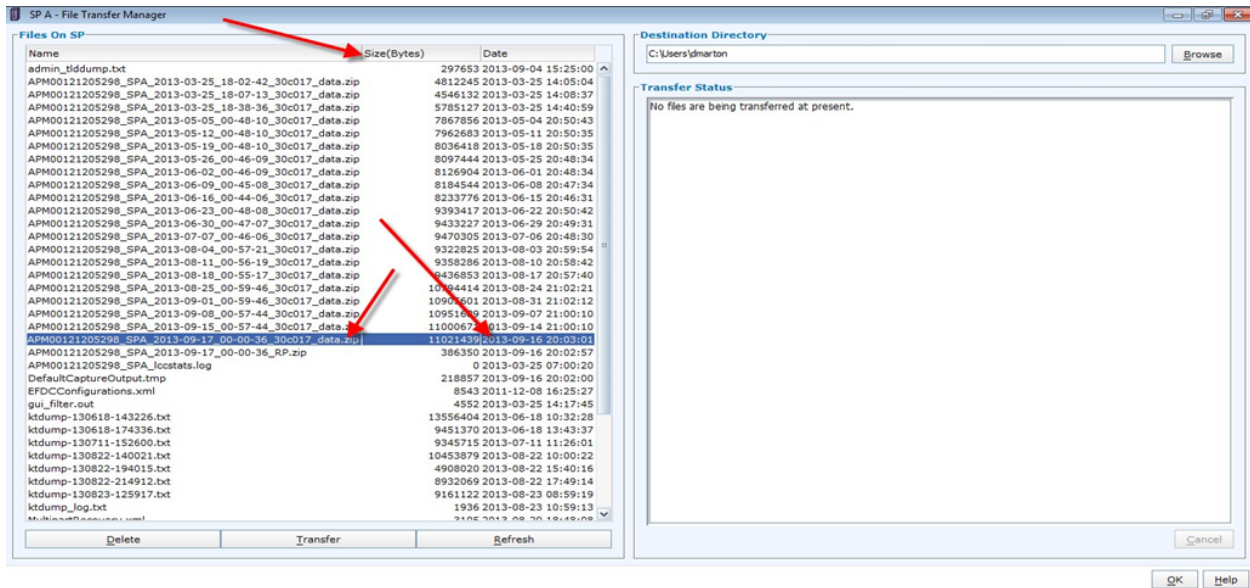 SP A - File Transfer Manager
Files On SP
Name Size(Bytes) Date
admin_tlddump.txt 297653 2013-09-04 15:25:00
APM00121205298_SPA_2013-03-25_18-02-42_30c017_data.zip 4812245 2013-03-25 14:05:04
APM00121205298_SPA_2013-03-25_18-07-13_30c017_data.zip 4546132 2013-03-25 14:08:37
APM00121205298_SPA_2013-03-25_18-38-36_30c017_data.zip 5785127 2013-03-25 14:40:59
APM00121205298_SPA_2013-05-05_00-48-10_30c017_data.zip 7867856 2013-05-04 20:50:43
APM00121205298_SPA_2013-05-12_00-48-10_30c017_data.zip 7962683 2013-05-11 20:50:35
APM00121205298_SPA_2013-05-19_00-48-10_30c017_data.zip 8036418 2013-05-18 20:50:35
APM00121205298_SPA_2013-05-26_00-46-09_30c017_data.zip 8097444 2013-05-25 20:48:34
APM00121205298_SPA_2013-06-02_00-46-09_30c017_data.zip 8126904 2013-06-01 20:48:34
APM00121205298_SPA_2013-06-09_00-45-08_30c017_data.zip 8184544 2013-06-08 20:47:34
APM00121205298_SPA_2013-06-16_00-44-06_30c017_data.zip 8233776 2013-06-15 20:46:31
APM00121205298_SPA_2013-06-23_00-48-08_30c017_data.zip 9393417 2013-06-22 20:50:42
APM00121205298_SPA_2013-06-30_00-47-07_30c017_data.zip 9433227 2013-06-29 20:49:31
APM00121205298_SPA_2013-07-07_00-46-06_30c017_data.zip 9470305 2013-07-06 20:48:30
APM00121205298_SPA_2013-08-04_00-57-21_30c017_data.zip 9322825 2013-08-03 20:59:54
APM00121205298_SPA_2013-08-11_00-56-19_30c017_data.zip 9358286 2013-08-10 20:58:42
APM00121205298_SPA_2013-08-18_00-55-17_30c017_data.zip 9436853 2013-08-17 20:57:40
APM00121205298_SPA_2013-08-25_00-59-46_30c017_data.zip 2013-08-24 21:02:21
APM00121205298_SPA_2013-09-01_00-59-46_30c017_data.zip 2013-08-31 21:02:12
APM00121205298_SPA_2013-09-08_00-57-44_30c017_data.zip 2013-09-07 21:00:10
APM00121205298_SPA_2013-09-15_00-57-44_30c017_data.zip 2013-09-14 21:00:10
APM00121205298_SPA_2013-09-17_00-00-36_30c017_data.zip 11021439 2013-09-16 20:03:01
APM00121205298_SPA_2013-09-17_00-00-36_RP.zip 386350 2013-09-16 20:02:57
APM00121205298_SPA_lccstats.log 0 2013-03-25 07:00:20
DefaultCaptureOutput.tmp 218857 2013-09-16 20:02:00
EFDCConfigurations.xml 8543 2011-12-08 16:25:27
gui_filter.out 4552 2013-03-25 14:17:45
ktdump-130618-143226.txt 13556404 2013-06-18 10:32:28
ktdump-130618-174336.txt 9451370 2013-06-18 13:43:37
ktdump-130711-152600.txt 9345715 2013-07-11 11:26:01
ktdump-130822-140021.txt 10453879 2013-08-22 10:00:22
ktdump-130822-194015.txt 4908020 2013-08-22 15:40:16
ktdump-130822-214912.txt 8932069 2013-08-22 17:49:14
ktdump-130823-125917.txt 9161122 2013-08-23 08:59:19
ktdump_log.txt 1936 2013-08-23 10:59:13
Delete Transfer Refresh
Destination Directory
C:\Users\dmarton Browse
Transfer Status
No files are being transferred at present.
Cancel
OK Help